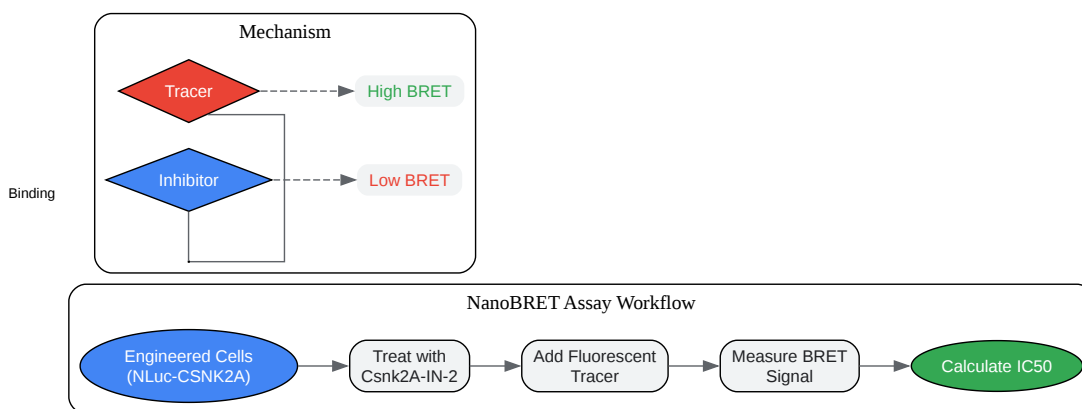 Mechanism
Tracer
High BRET
Inhibitor
Low BRET
Binding
NanoBRET Assay Workflow
Engineered Cells
(NLuc-CSNK2A)
Treat with
Csnk2A-IN-2
Add Fluorescent
Tracer
Measure BRET
Signal
Calculate IC50